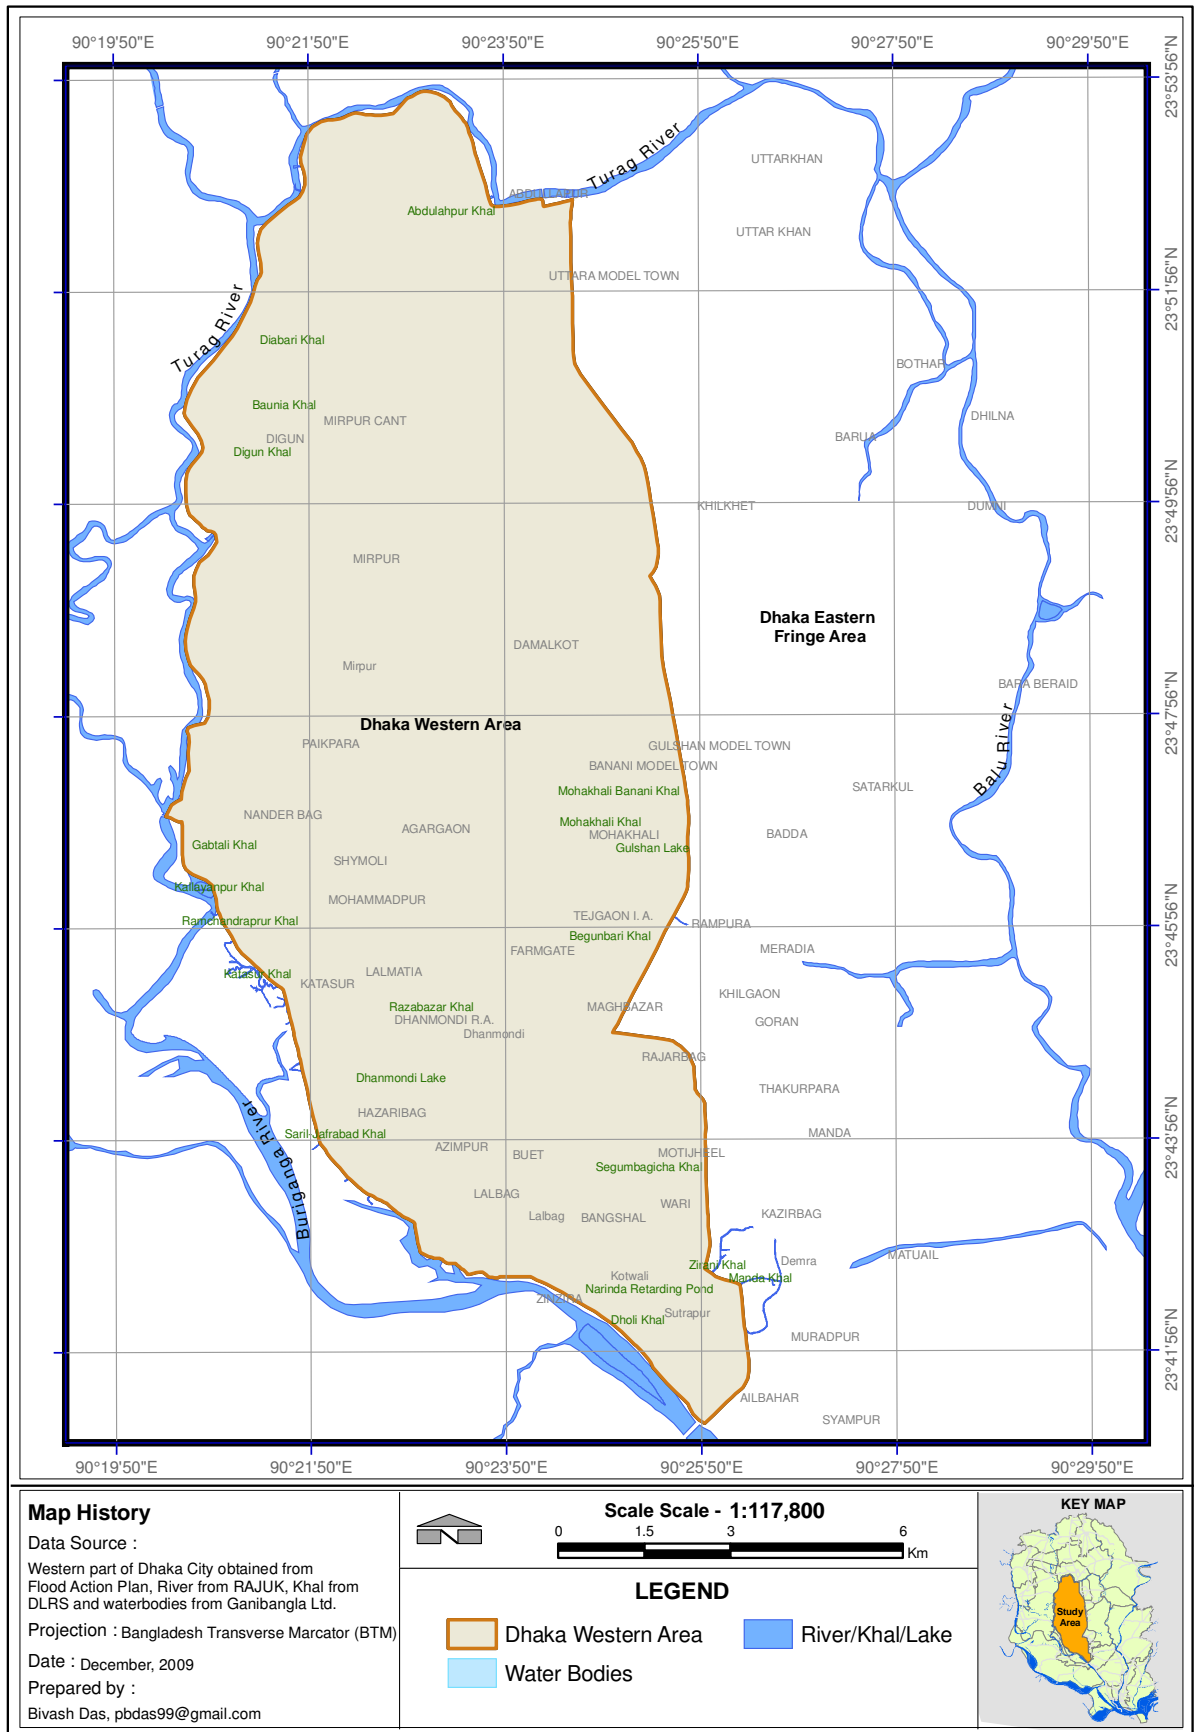 90°19'50"E 90°21'50"E 90°23'50"E 90°25'50"E 90°27'50"E 90°29'50"E
23°53'56"N
Turag River
UTTARKHAN
ABDULLAHPUR
Abdulahpur Khal
UTTAR KHAN
UTTARA MODEL TOWN
23°51'56"N
Turag River
Diabari Khal
BOTHAR
Baunia Khal
MIRPUR CANT
DHILNA
DIGUN
BARUA
Digun Khal
KHILKHET
DUMNI
23°49'56"N
MIRPUR
Dhaka Eastern
Fringe Area
DAMALKOT
Mirpur
BARA BERAID
Dhaka Western Area
23°47'56"N
PAIKPARA
GULSHAN MODEL TOWN
Balu River
BANANI MODEL TOWN
Mohakhali Banani Khal
SATARKUL
NANDER BAG
Mohakhali Khal
AGARGAON
MOHAKHALI
BADDA
Gabtali Khal
Gulshan Lake
SHYMOLI
Kallayanpur Khal
MOHAMMADPUR
Ramchandraprur Khal
TEJGAON I. A.
RAMPURA
23°45'56"N
Begunbari Khal
FARMGATE
MERADIA
Katasur Khal
LALMATIA
KATASUR
KHILGAON
Razabazar Khal
MAGHBAZAR
DHANMONDI R.A.
GORAN
Dhanmondi
RAJARBAG
Dhanmondi Lake
THAKURPARA
HAZARIBAG
Buriganga River
Saril-Jafrabad Khal
MANDA
23°43'56"N
AZIMPUR
BUET
MOTIJHEEL
Segumbagicha Khal
LALBAG
WARI
Lalbag
BANGSHAL
KAZIRBAG
MATUAIL
Zirani Khal
Demra
Kotwali
Manda Khal
Narinda Retarding Pond
ZINZIRA
Sutrapur
Dholi Khal
MURADPUR
23°41'56"N
AILBAHAR
SYAMPUR
90°19'50"E 90°21'50"E 90°23'50"E 90°25'50"E 90°27'50"E 90°29'50"E
Map History
Data Source :
Western part of Dhaka City obtained from
Flood Action Plan, River from RAJUK, Khal from
DLRS and waterbodies from Ganibangla Ltd.
Projection : Bangladesh Transverse Marcator (BTM)
Date : December, 2009
Prepared by :
Bivash Das, pbdas99@gmail.com
N
Scale Scale - 1:117,800
0 1.5 3 6
Km
LEGEND
Dhaka Western Area
River/Khal/Lake
Water Bodies
KEY MAP
Study
Area